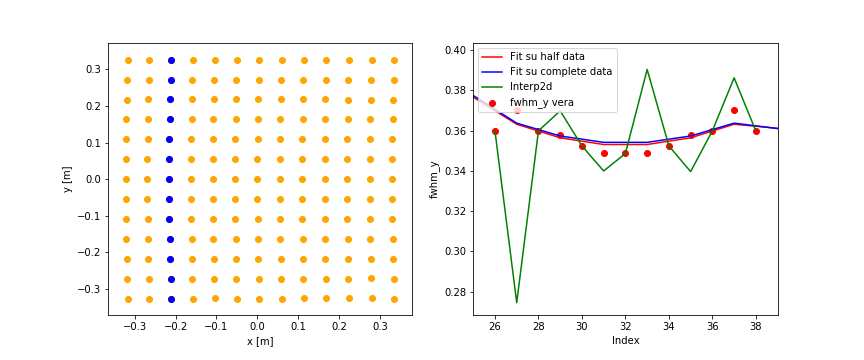 0.3
0.2
0.1
0.0
−0.1
−0.2
−0.3
y [m]
−0.3 −0.2 −0.1 0.0 0.1 0.2 0.3
x [m]
0.40
0.38
0.36
0.34
0.32
0.30
0.28
fwhm_y
Fit su half data
Fit su complete data
Interp2d
fwhm_y vera
26 28 30 32 34 36 38
Index